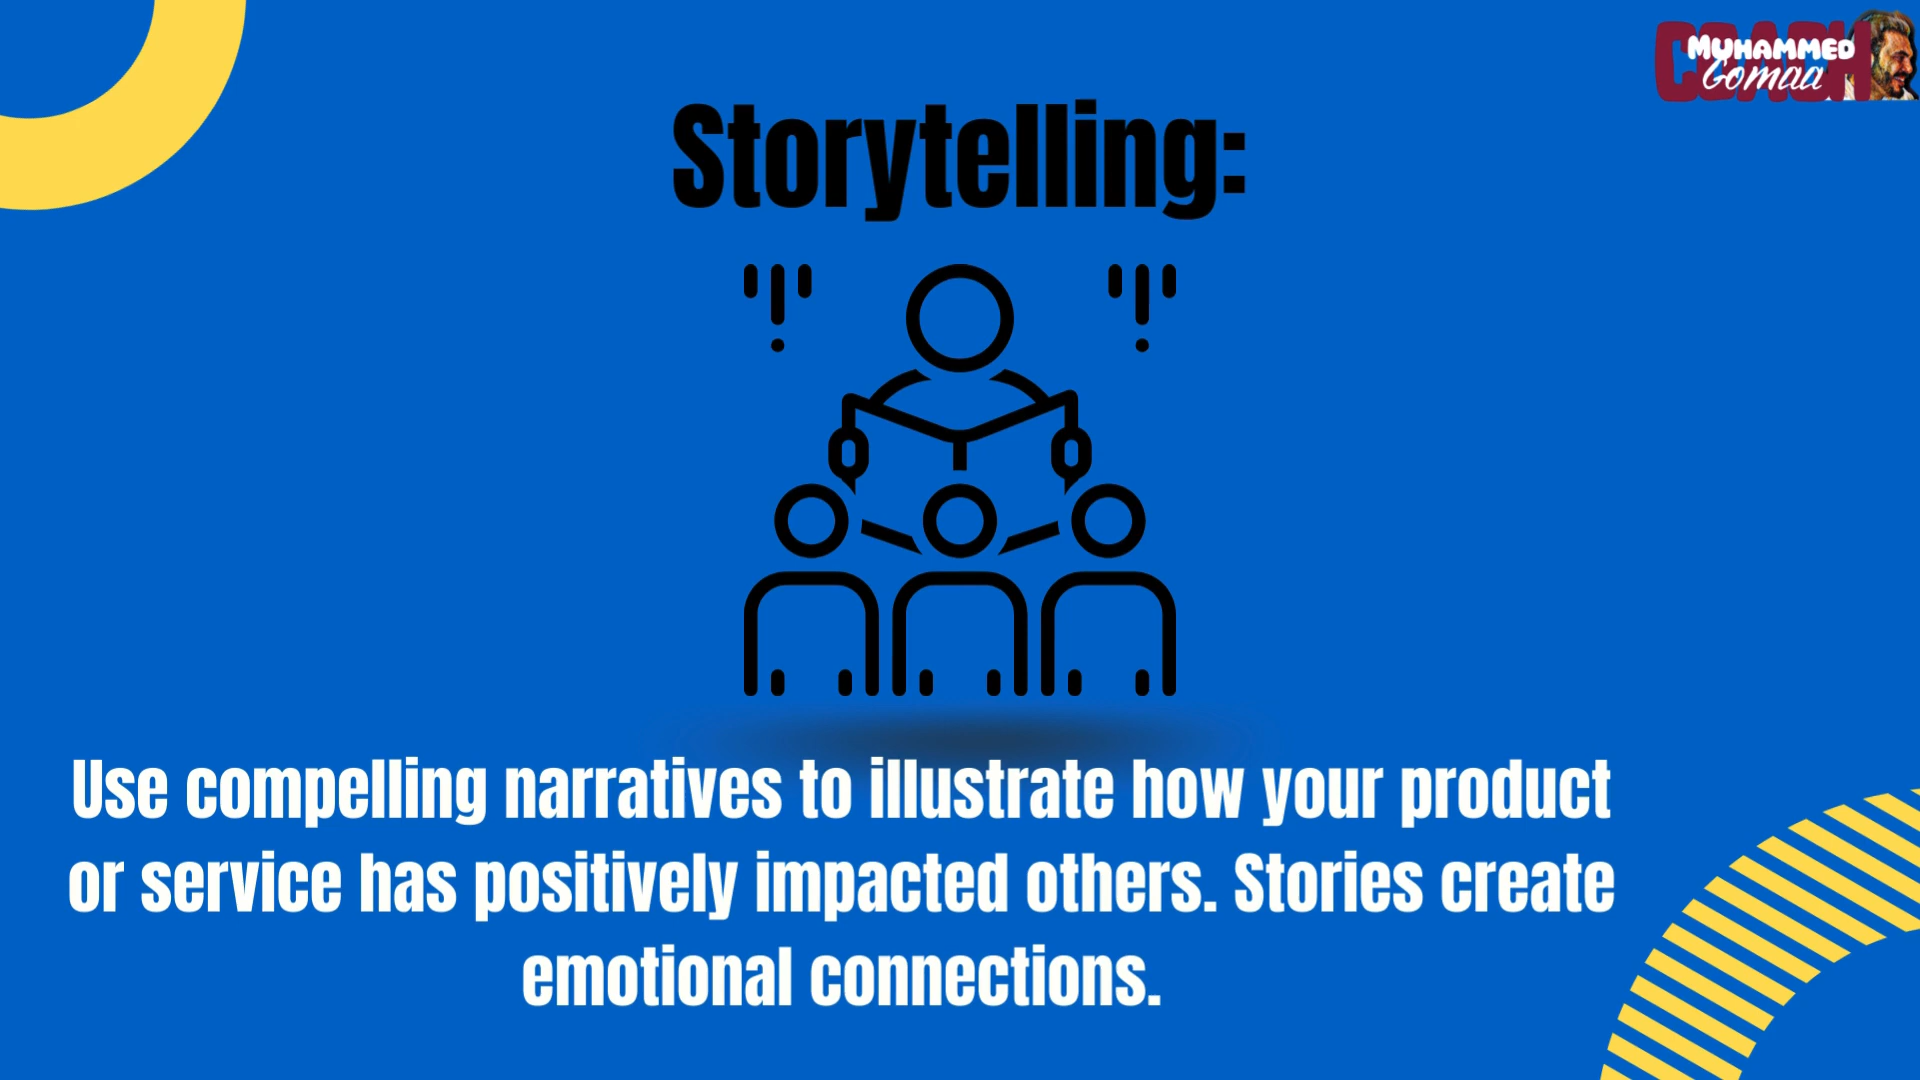 COACH
MUHAMMED
Gomaa
Storytelling:
Use compelling narratives to illustrate how your product
or service has positively impacted others. Stories create
emotional connections.